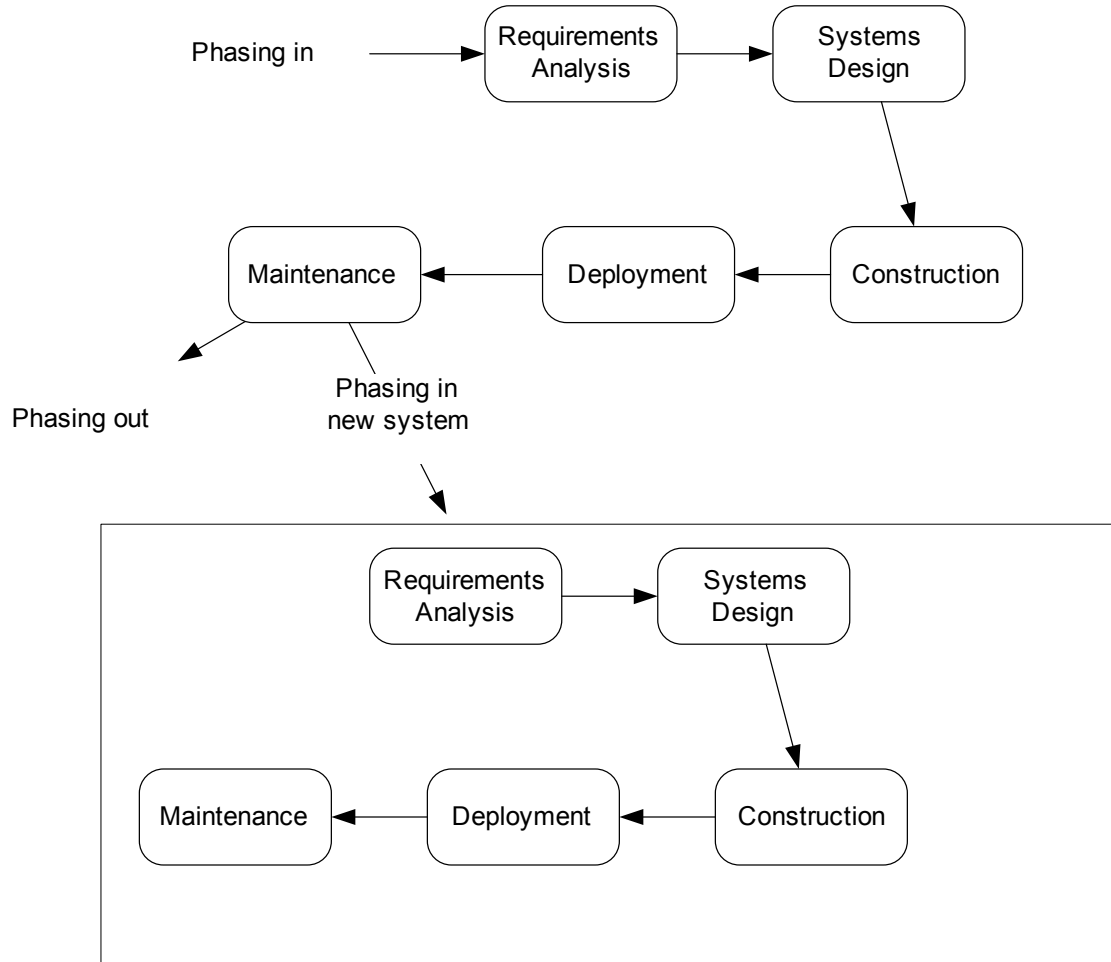 Phasing in
Requirements
Analysis
Systems
Design
Maintenance
Deployment
Construction
Phasing out
Phasing in
new system
Requirements
Analysis
Systems
Design
Maintenance
Deployment
Construction